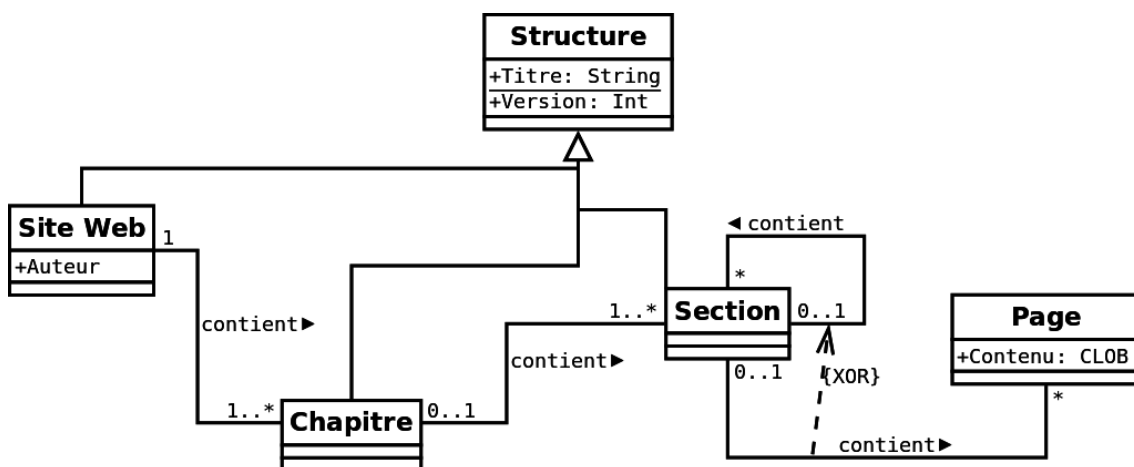 Structure
+Titre: String
+Version: Int
Site Web
+Auteur
1
contient ►
1..*
Chapitre
0..1
contient ►
1..*
Section
◄ contient
*
0..1
0..1
{XOR}
contient ►
Page
+Contenu: CLOB
*